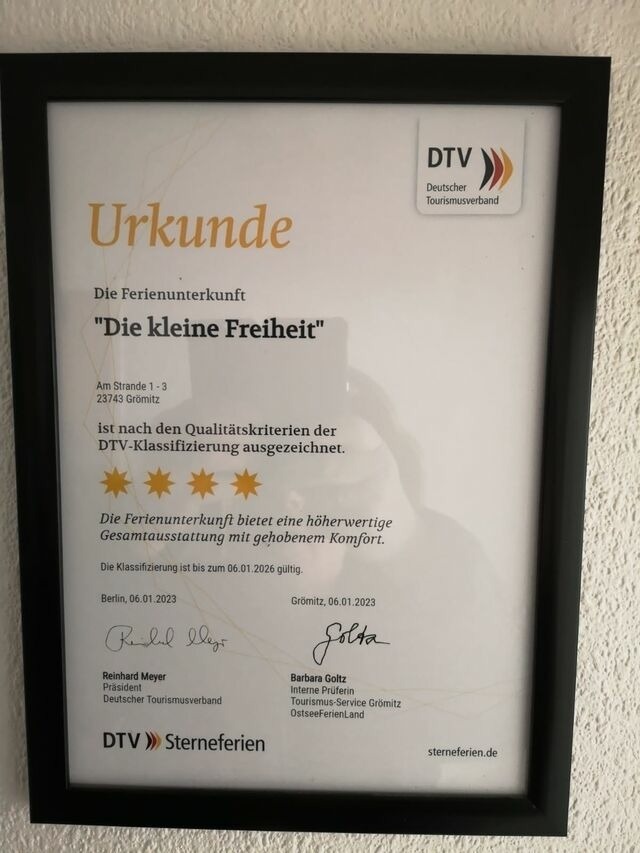 DTV
Deutscher
Tourismusverband
Urkunde
Die Ferienunterkunft
"Die kleine Freiheit"
Am Strande 1 - 3
23743 Grömitz
ist nach den Qualitätskriterien der
DTV-Klassifizierung ausgezeichnet.
Die Ferienunterkunft bietet eine höherwertige
Gesamtausstattung mit gehobenem Komfort.
Die Klassifizierung ist bis zum 06.01.2026 gültig.
Berlin, 06.01.2023
Grömitz, 06.01.2023
Reinhard Meyer
Goltz
Reinhard Meyer
Präsident
Deutscher Tourismusverband
Barbara Goltz
Interne Prüferin
Tourismus-Service Grömitz
OstseeFerienLand
DTV Sterneferien
sterneferien.de